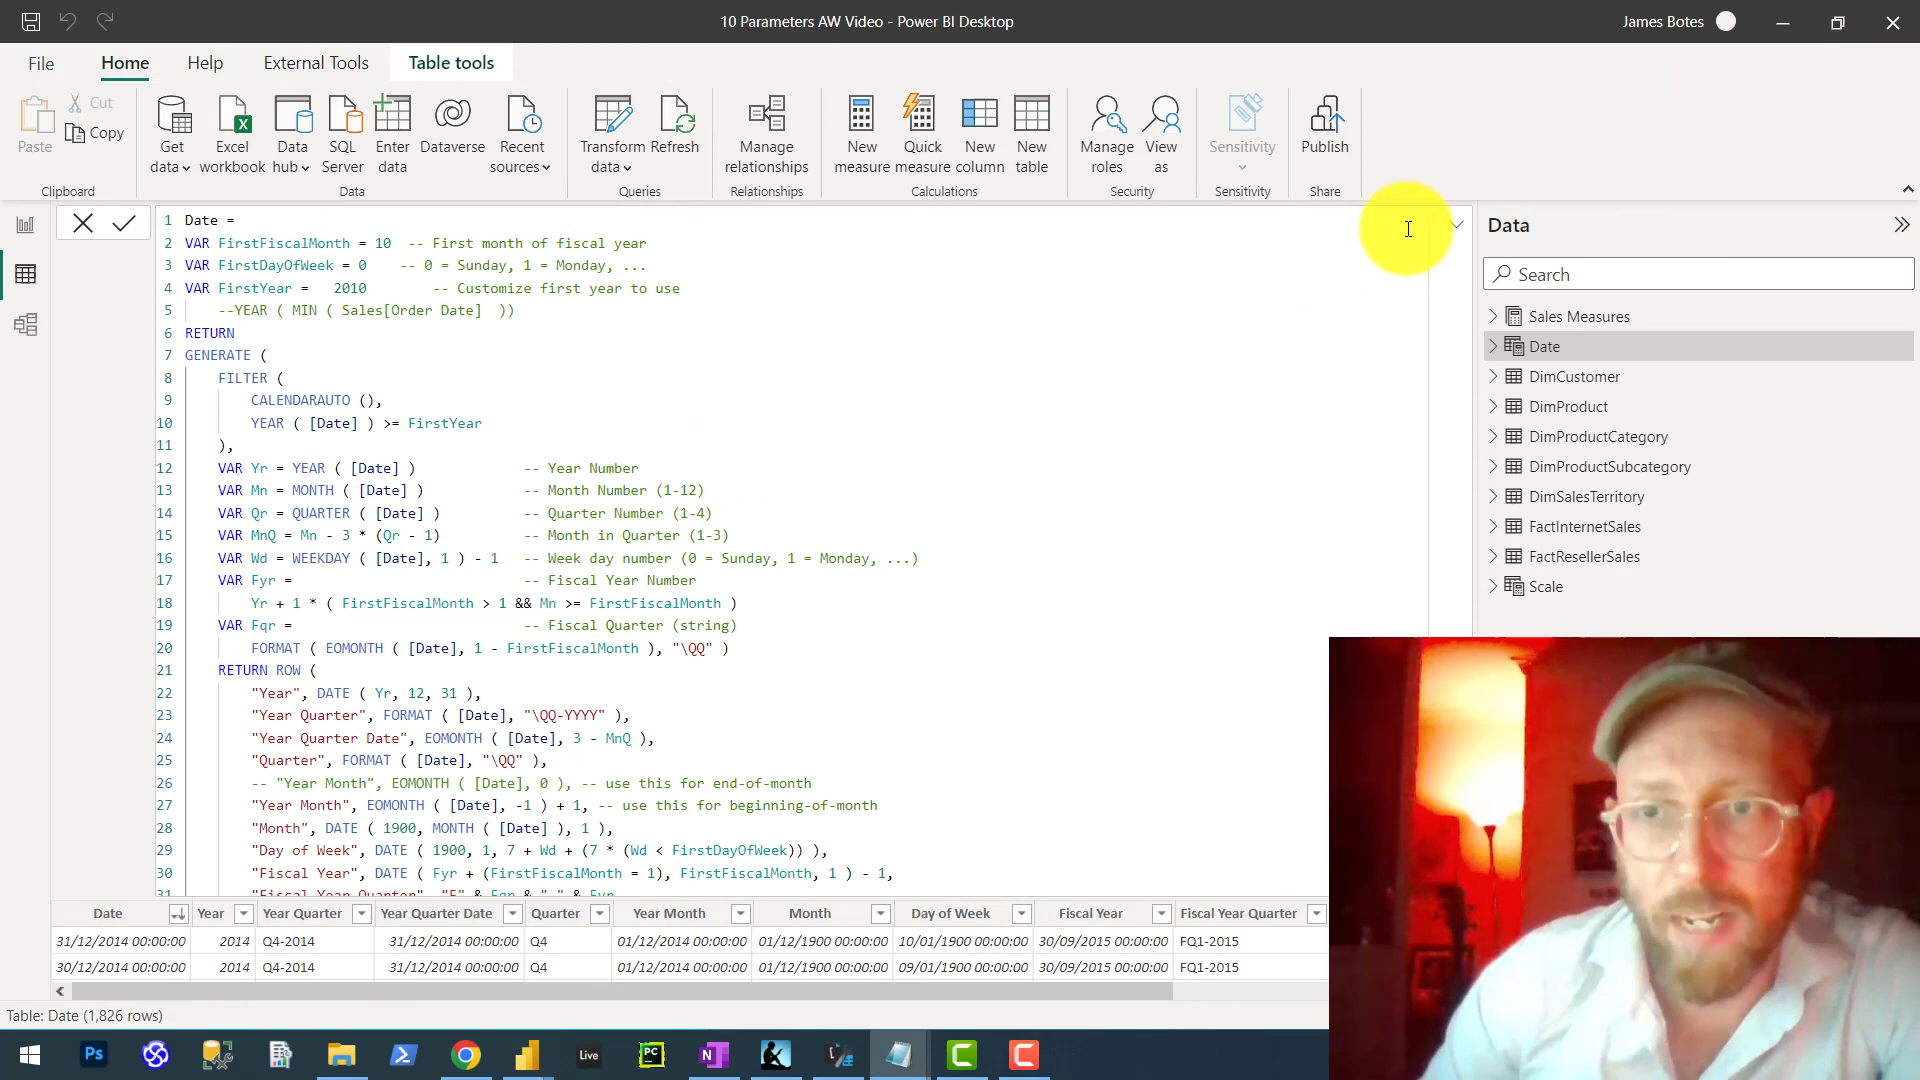 10 Parameters AW Video - Power BI Desktop
James Botes
File
Home
Help
External Tools
Table tools
Paste
Cut
Copy
Get data
Excel workbook
Data hub
SQL Server
Enter data
Dataverse
Recent sources
Transform data
Refresh
Manage relationships
New measure
Quick measure
New column
New table
Manage roles
View as
Sensitivity
Publish
Clipboard
Data
Queries
Relationships
Calculations
Security
Sensitivity
Share
1 Date =
2 VAR FirstFiscalMonth = 10  -- First month of fiscal year
3 VAR FirstDayOfWeek = 0    -- 0 = Sunday, 1 = Monday, ...
4 VAR FirstYear =   2010        -- Customize first year to use
5     --YEAR ( MIN ( Sales[Order Date]  ))
6 RETURN
7 GENERATE (
8     FILTER (
9         CALENDARAUTO (),
10         YEAR ( [Date] ) >= FirstYear
11     ),
12     VAR Yr = YEAR ( [Date] )             -- Year Number
13     VAR Mn = MONTH ( [Date] )            -- Month Number (1-12)
14     VAR Qr = QUARTER ( [Date] )          -- Quarter Number (1-4)
15     VAR MnQ = Mn - 3 * (Qr - 1)          -- Month in Quarter (1-3)
16     VAR Wd = WEEKDAY ( [Date], 1 ) - 1   -- Week day number (0 = Sunday, 1 = Monday, ...)
17     VAR Fyr =                            -- Fiscal Year Number
18         Yr + 1 * ( FirstFiscalMonth > 1 && Mn >= FirstFiscalMonth )
19     VAR Fqr =                            -- Fiscal Quarter (string)
20         FORMAT ( EOMONTH ( [Date], 1 - FirstFiscalMonth ), "\QQ" )
21     RETURN ROW (
22         "Year", DATE ( Yr, 12, 31 ),
23         "Year Quarter", FORMAT ( [Date], "\QQ-YYYY" ),
24         "Year Quarter Date", EOMONTH ( [Date], 3 - MnQ ),
25         "Quarter", FORMAT ( [Date], "\QQ" ),
26         -- "Year Month", EOMONTH ( [Date], 0 ), -- use this for end-of-month
27         "Year Month", EOMONTH ( [Date], -1 ) + 1, -- use this for beginning-of-month
28         "Month", DATE ( 1900, MONTH ( [Date] ), 1 ),
29         "Day of Week", DATE ( 1900, 1, 7 + Wd + (7 * (Wd < FirstDayOfWeek)) ),
30         "Fiscal Year", DATE ( Fyr + (FirstFiscalMonth = 1), FirstFiscalMonth, 1 ) - 1,
31         "Fiscal Year Quarter", "F" & Fqr & "-" & Fyr
Data
Search
Sales Measures
Date
DimCustomer
DimProduct
DimProductCategory
DimProductSubcategory
DimSalesTerritory
FactInternetSales
FactResellerSales
Scale
Date Year Year Quarter Year Quarter Date Quarter Year Month Month Day of Week Fiscal Year Fiscal Year Quarter
31/12/2014 00:00:00 2014 Q4-2014 31/12/2014 00:00:00 Q4 01/12/2014 00:00:00 01/12/1900 00:00:00 10/01/1900 00:00:00 30/09/2015 00:00:00 FQ1-2015
30/12/2014 00:00:00 2014 Q4-2014 31/12/2014 00:00:00 Q4 01/12/2014 00:00:00 01/12/1900 00:00:00 09/01/1900 00:00:00 30/09/2015 00:00:00 FQ1-2015
Table: Date (1,826 rows)
Ps
Live
PC
N
C
C